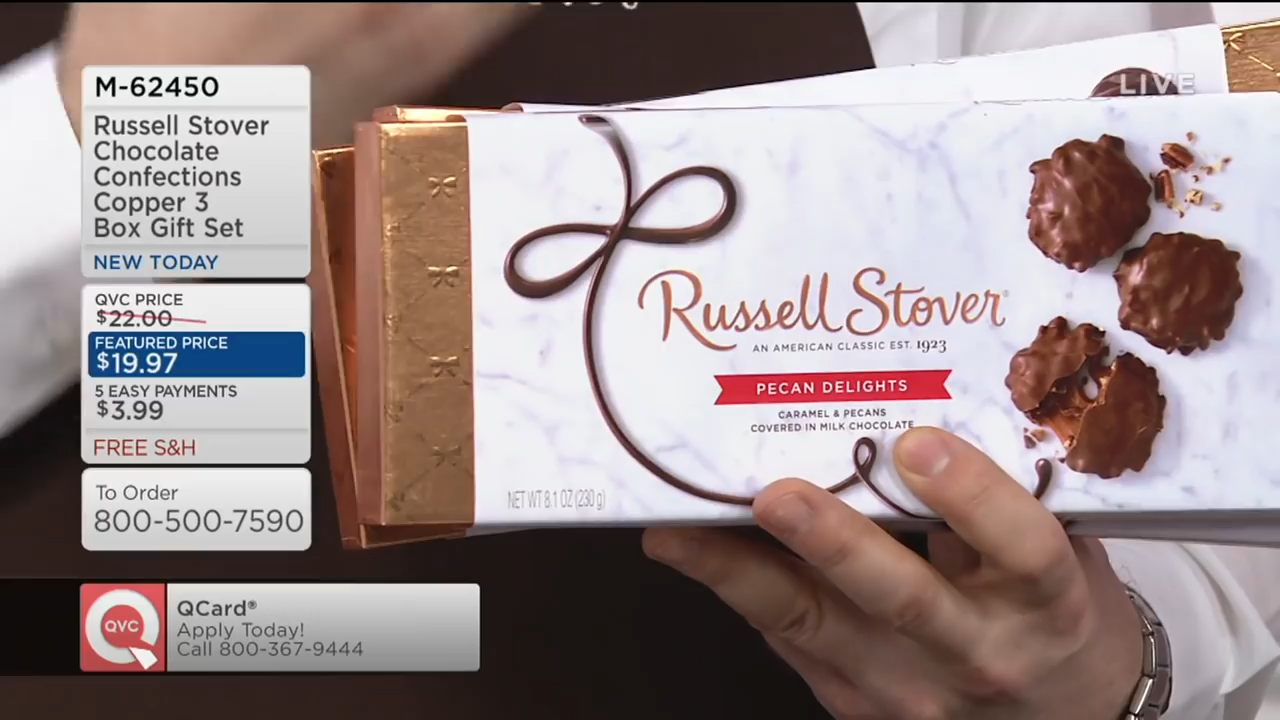 M-62450
Russell Stover
Chocolate
Confections
Copper 3
Box Gift Set
NEW TODAY
QVC PRICE
$22.00
FEATURED PRICE
$19.97
5 EASY PAYMENTS
$3.99
FREE S&H
To Order
800-500-7590
QVC
QCard®
Apply Today!
Call 800-367-9444
LIVE
Russell Stover®
AN AMERICAN CLASSIC EST. 1923
PECAN DELIGHTS
CARAMEL & PECANS
COVERED IN MILK CHOCOLATE
NET WT 8.1 OZ (230 g)